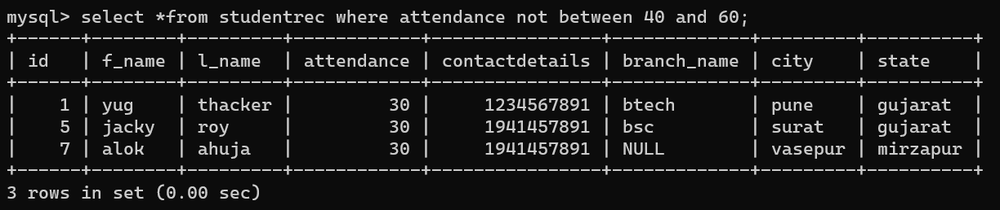 mysql> select *from studentrec where attendance not between 40 and 60;
+------+--------+---------+------------+----------------+-------------+---------+----------+
| id   | f_name | l_name  | attendance | contactdetails | branch_name | city    | state    |
+------+--------+---------+------------+----------------+-------------+---------+----------+
|    1 | yug    | thacker |         30 |     1234567891 | btech       | pune    | gujarat  |
|    5 | jacky  | roy     |         30 |     1941457891 | bsc         | surat   | gujarat  |
|    7 | alok   | ahuja   |         30 |     1941457891 | NULL        | vasepur | mirzapur |
+------+--------+---------+------------+----------------+-------------+---------+----------+
3 rows in set (0.00 sec)